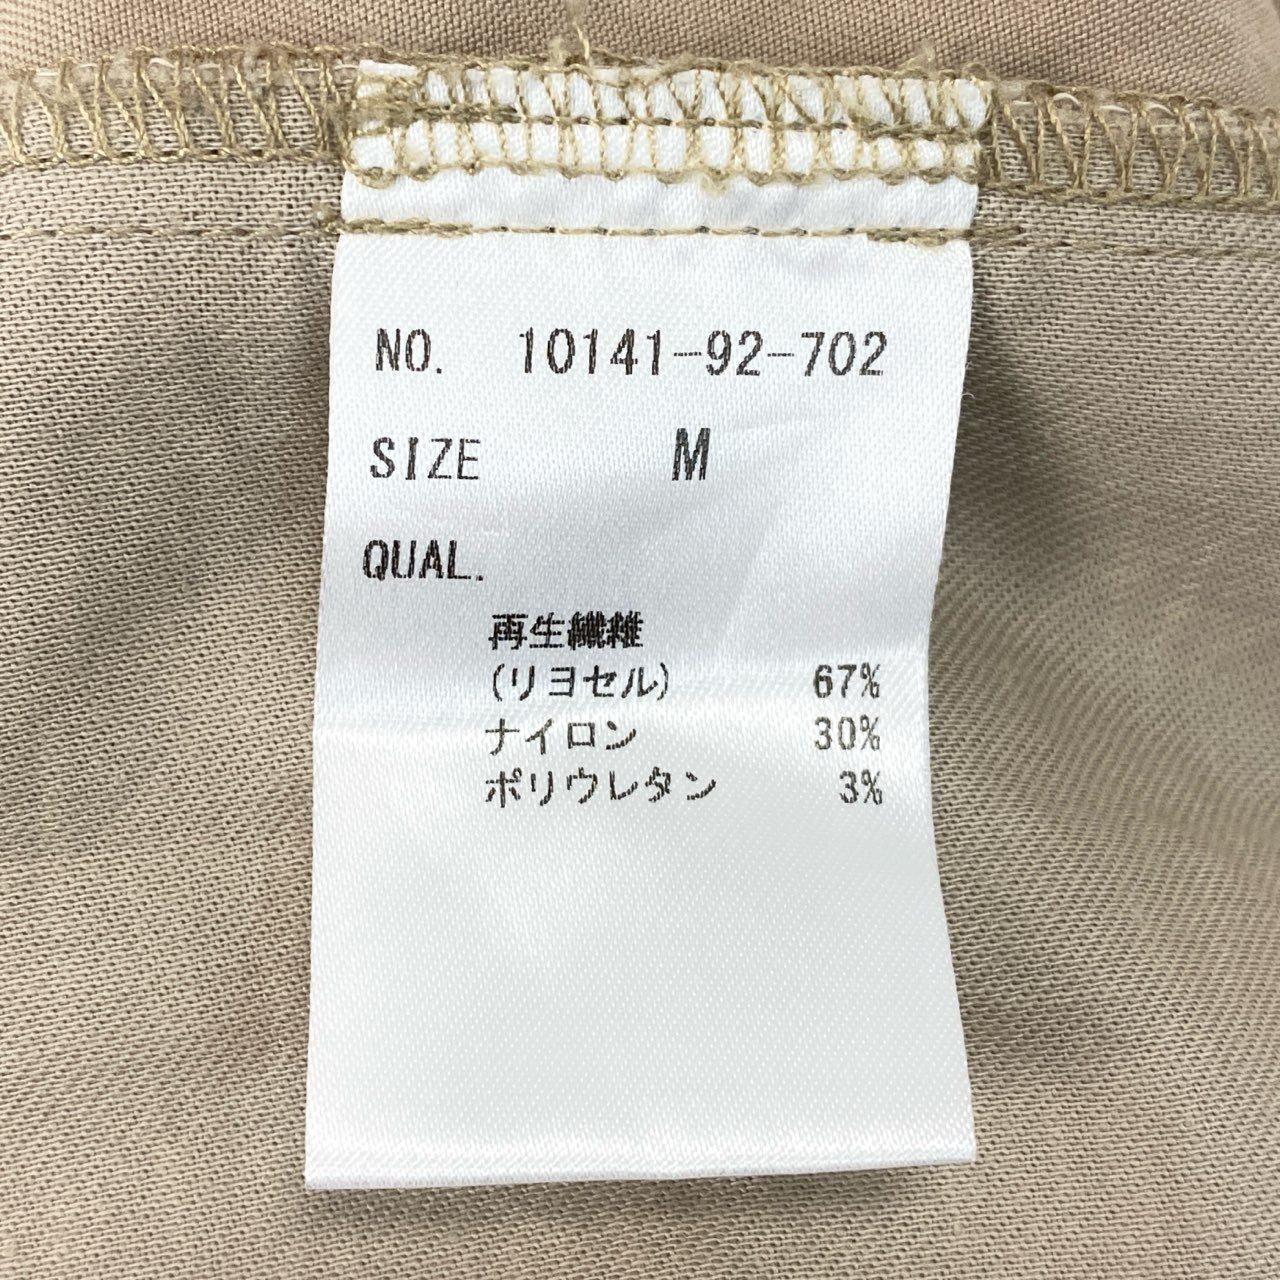 NO. 10141-92-702
SIZE M
QUAL.
再生繊維
(リヨセル) 67%
ナイロン 30%
ポリウレタン 3%